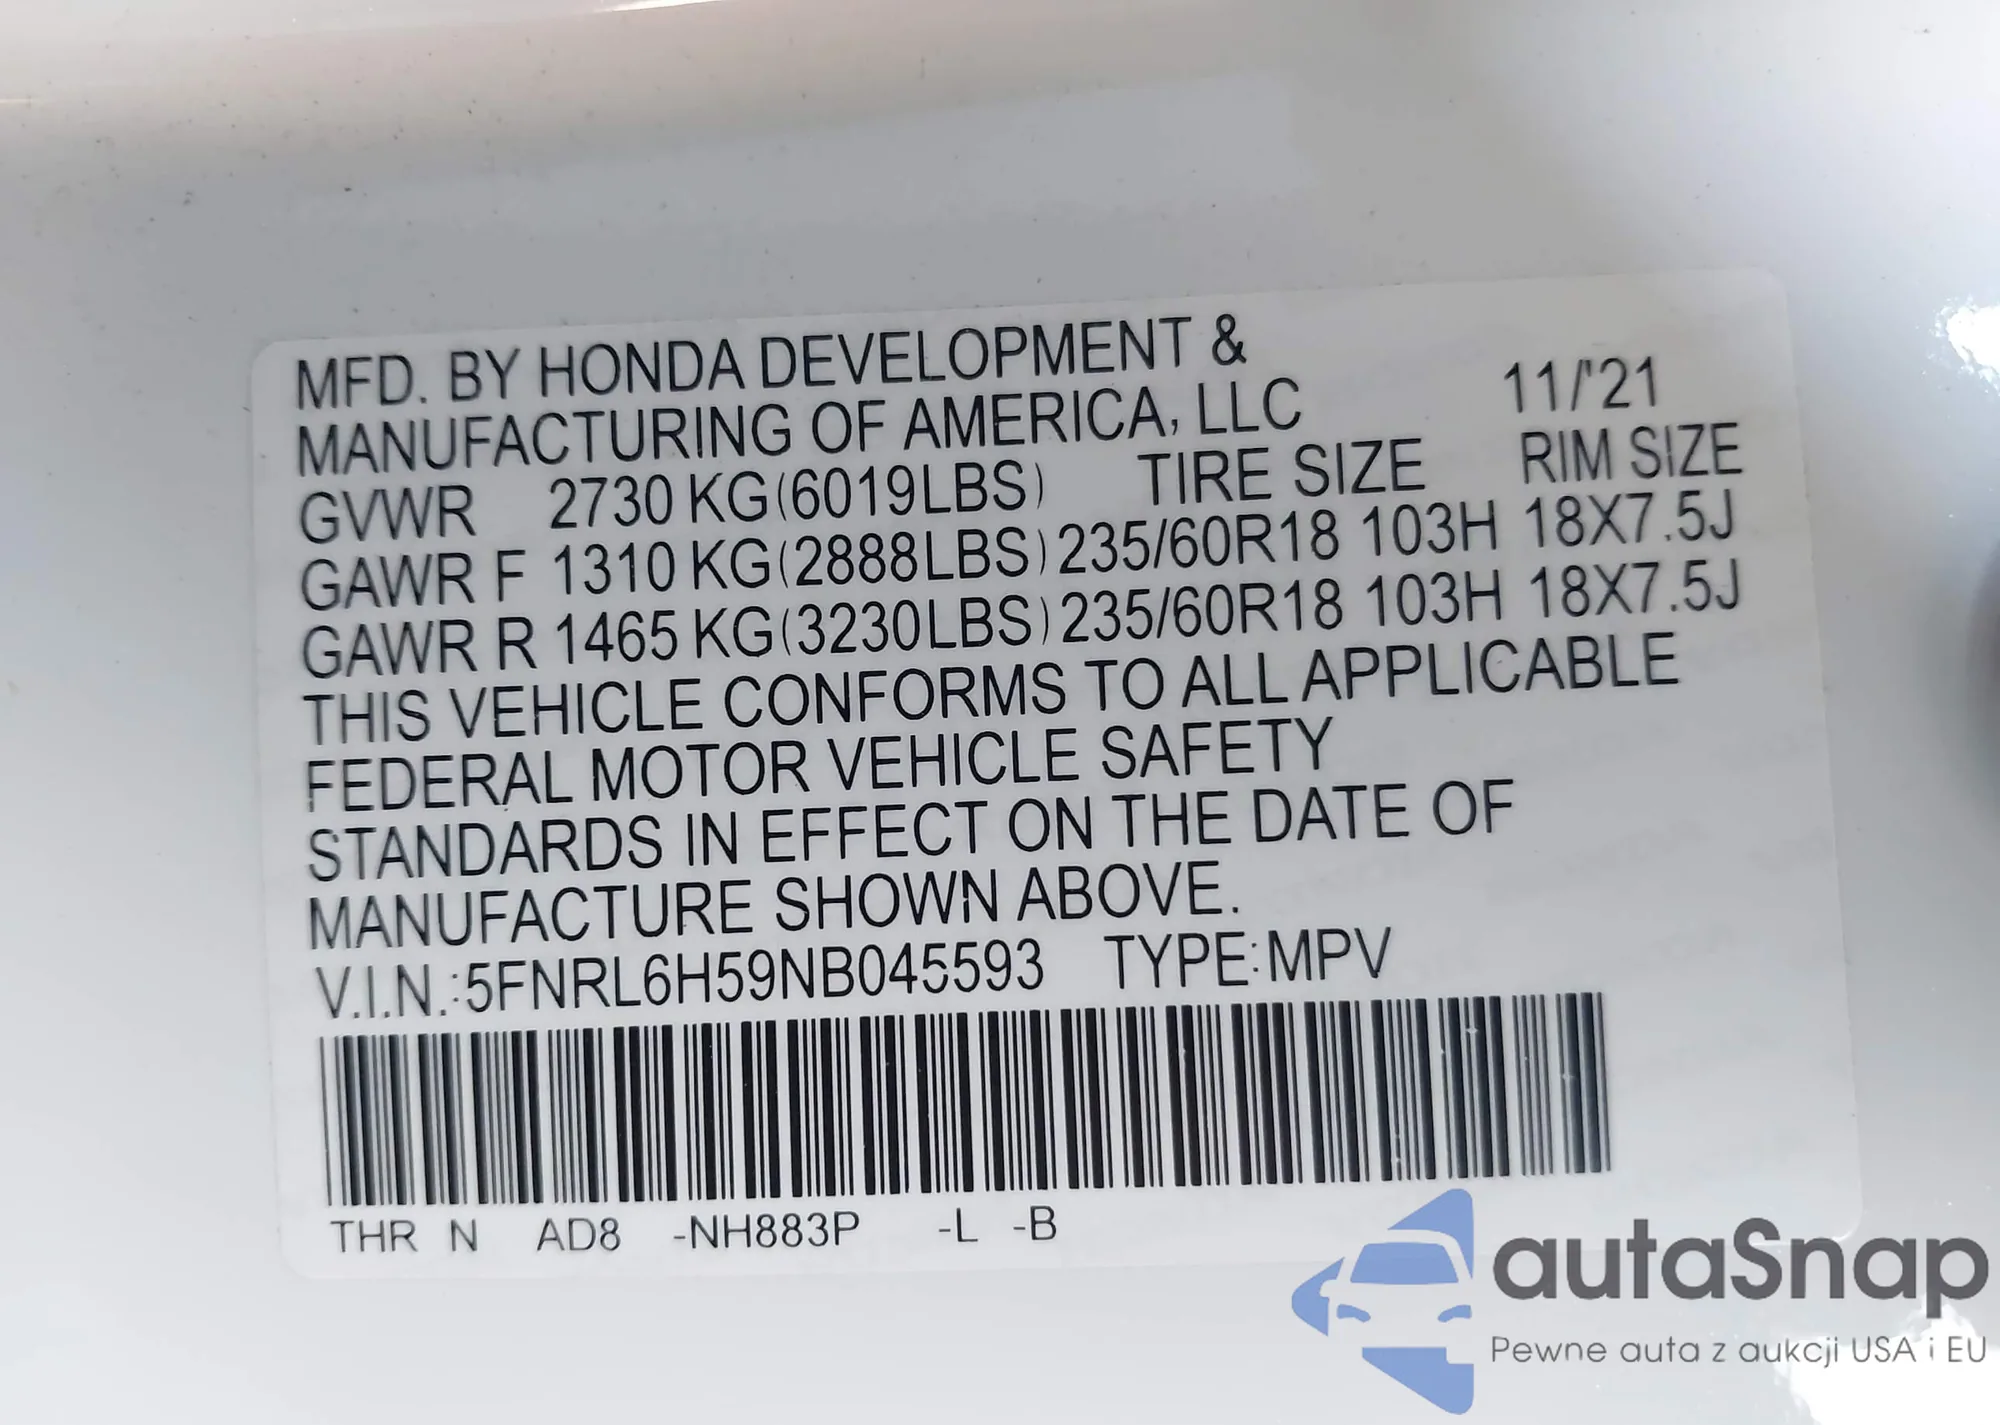 MFD. BY HONDA DEVELOPMENT &
MANUFACTURING OF AMERICA, LLC 11/'21
GVWR 2730 KG(6019LBS) TIRE SIZE RIM SIZE
GAWR F 1310 KG(2888LBS) 235/60R18 103H 18X7.5J
GAWR R 1465 KG(3230LBS) 235/60R18 103H 18X7.5J
THIS VEHICLE CONFORMS TO ALL APPLICABLE
FEDERAL MOTOR VEHICLE SAFETY
STANDARDS IN EFFECT ON THE DATE OF
MANUFACTURE SHOWN ABOVE.
V.I.N.:5FNRL6H59NB045593 TYPE:MPV
THR N AD8 -NH883P -L -B
autaSnap
Pewne auta z aukcji USA i EU